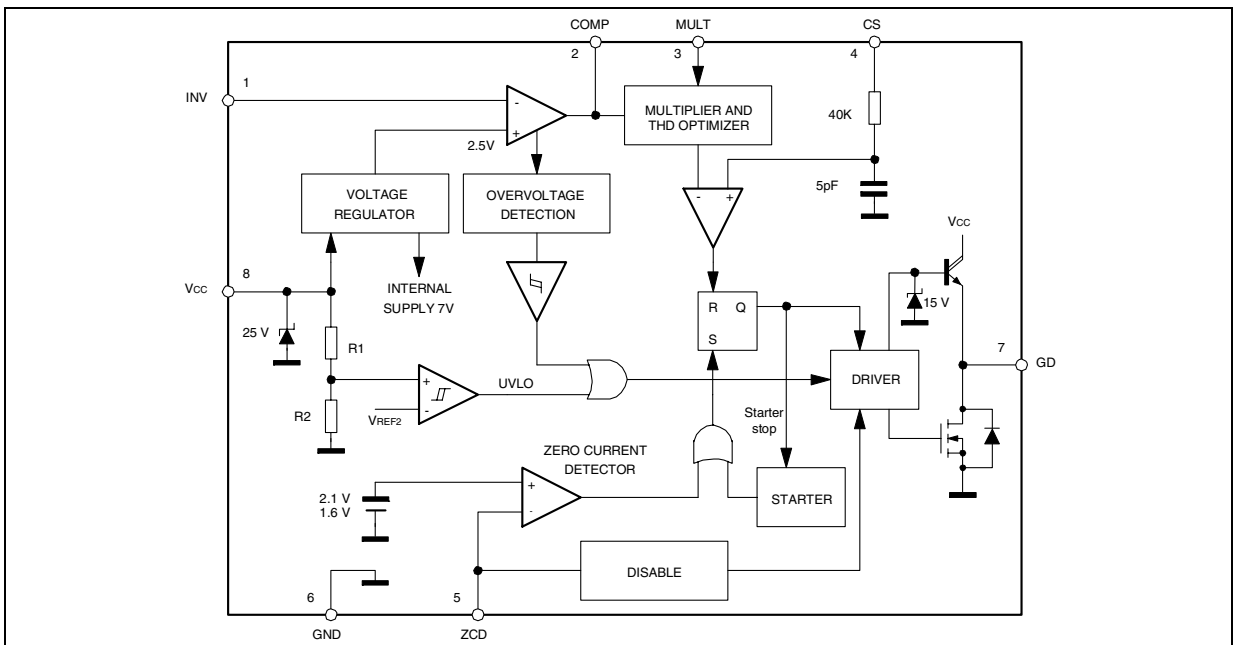 COMP
MULT
CS
2
3
4
1
INV
-
+
2.5V
MULTIPLIER AND
THD OPTIMIZER
40K
5pF
VOLTAGE
REGULATOR
OVERVOLTAGE
DETECTION
-
+
VCC
8
VCC
INTERNAL
SUPPLY 7V
R
Q
S
15 V
25 V
R1
7
GD
DRIVER
+
-
UVLO
R2
VREF2
Starter
stop
ZERO CURRENT
DETECTOR
+
-
STARTER
2.1 V
1.6 V
DISABLE
6
5
GND
ZCD